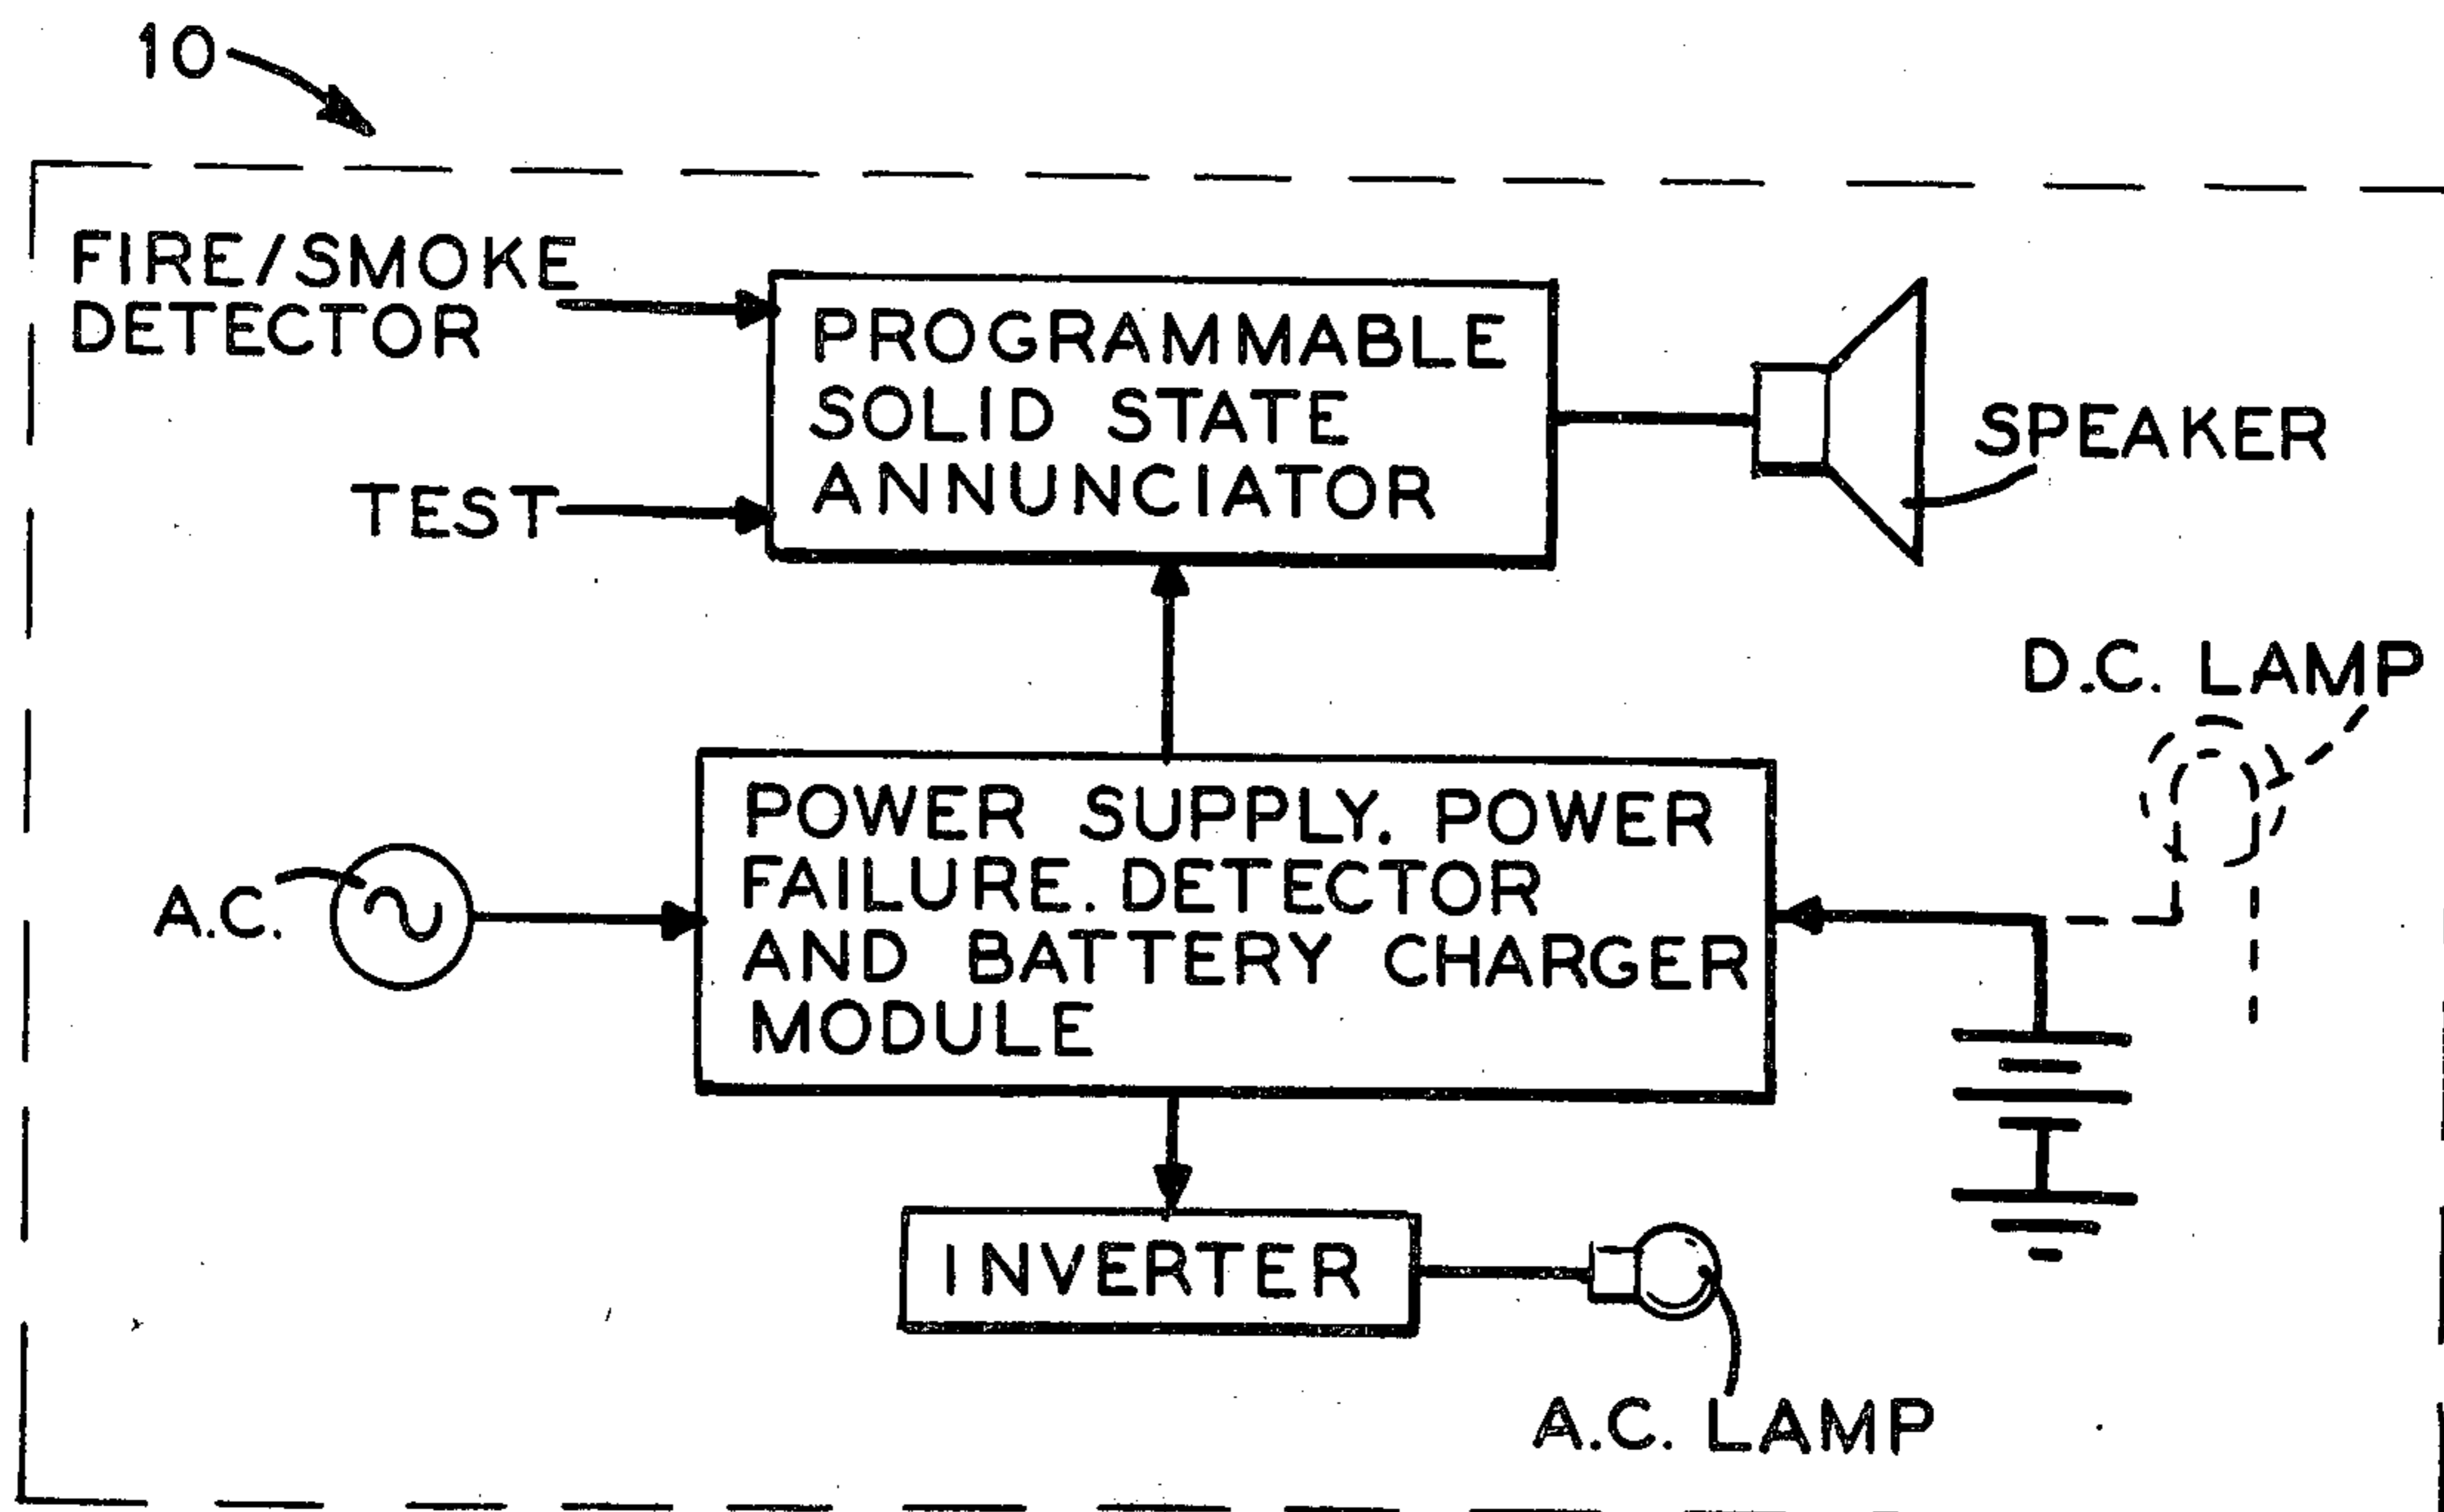 10
FIRE/SMOKE
DETECTOR
TEST
PROGRAMMABLE
SOLID STATE
ANNUNCIATOR
SPEAKER
D.C. LAMP
A.C.
POWER SUPPLY. POWER
FAILURE. DETECTOR
AND BATTERY CHARGER
MODULE
INVERTER
A.C. LAMP